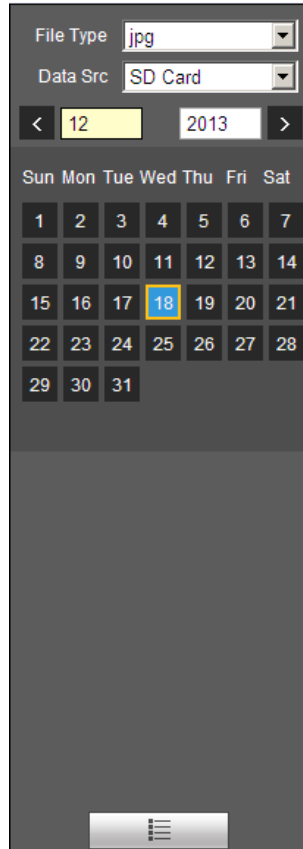 File Type jpg
Data Src SD Card
< 12 2013 >
Sun Mon Tue Wed Thu Fri Sat
1 2 3 4 5 6 7
8 9 10 11 12 13 14
15 16 17 18 19 20 21
22 23 24 25 26 27 28
29 30 31